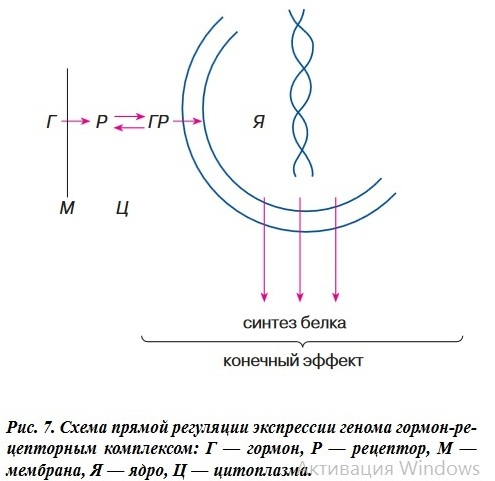 Г Р ГР Я
М Ц
синтез белка
конечный эффект
Рис. 7. Схема прямой регуляции экспрессии генома гормон-ре-
цепторным комплексом: Г — гормон, Р — рецептор, М —
мембрана, Я — ядро, Ц — цитоплазма.
Активация Windows